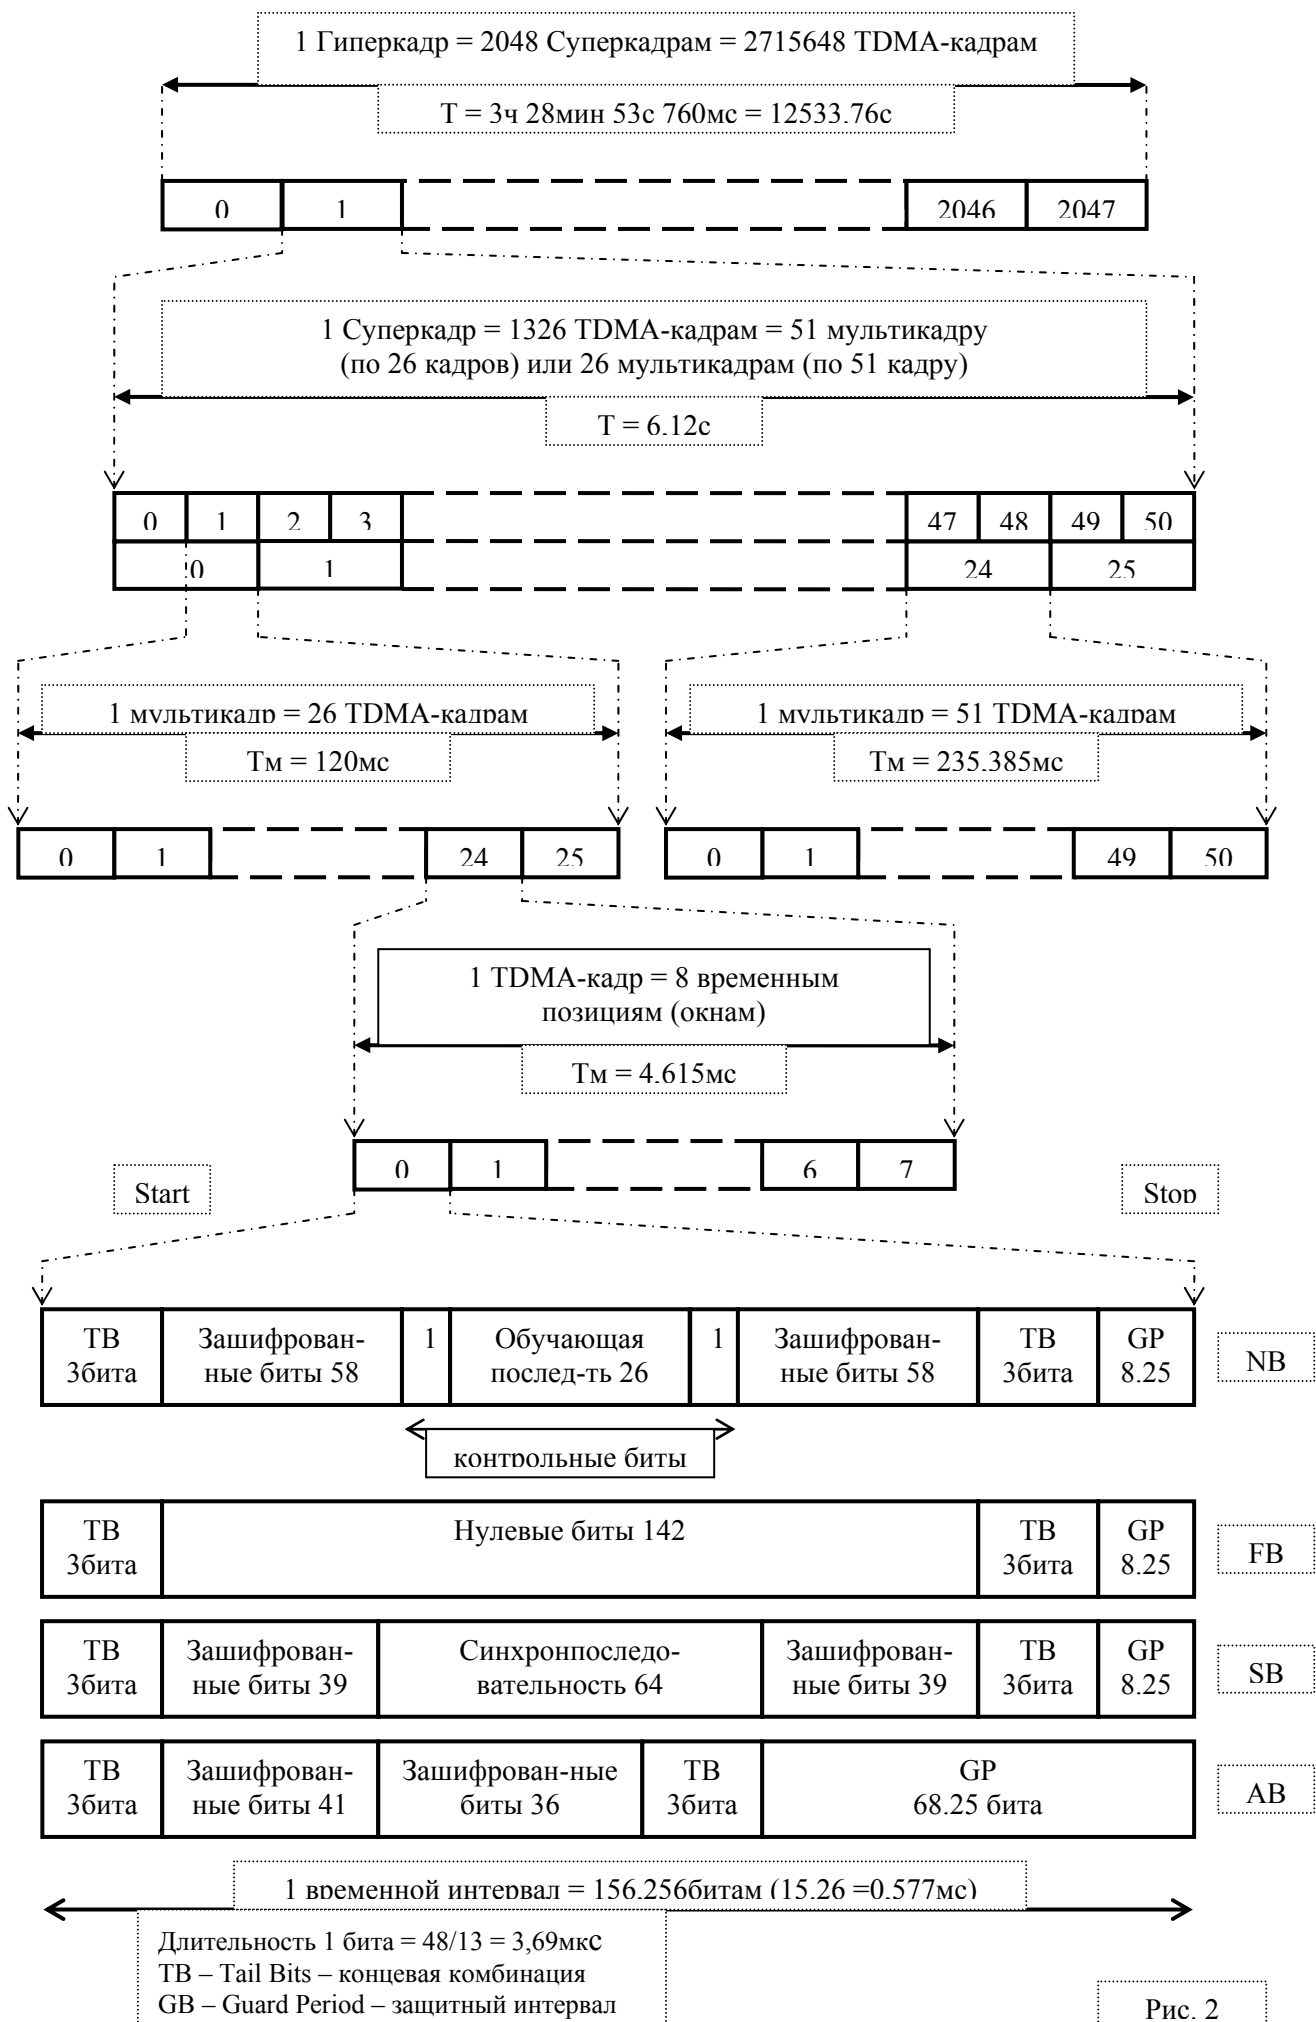 1 Гиперкадр = 2048 Суперкадрам = 2715648 TDMA-кадрам
T = 3ч 28мин 53с 760мс = 12533.76с
0 1 2046 2047
1 Суперкадр = 1326 TDMA-кадрам = 51 мультикадру
(по 26 кадров) или 26 мультикадрам (по 51 кадру)
T = 6.12с
0 1 2 3 47 48 49 50
0 1 24 25
1 мультикадр = 26 TDMA-кадрам
1 мультикадр = 51 TDMA-кадрам
Тм = 120мс
Тм = 235.385мс
0 1 24 25
0 1 49 50
1 TDMA-кадр = 8 временным
позициям (окнам)
Тм = 4.615мс
0 1 6 7
Start
Stop
TB 3бита
Зашифрован-
ные биты 58
1
Обучающая
послед-ть 26
1
Зашифрован-
ные биты 58
TB 3бита
GP 8.25
NB
контрольные биты
TB 3бита
Нулевые биты 142
TB 3бита
GP 8.25
FB
TB 3бита
Зашифрован-
ные биты 39
Синхронпоследо-
вательность 64
Зашифрован-
ные биты 39
TB 3бита
GP 8.25
SB
TB 3бита
Зашифрован-
ные биты 41
Зашифрован-ные
биты 36
TB 3бита
GP
68.25 бита
AB
1 временной интервал = 156.256битам (15.26 =0.577мс)
Длительность 1 бита = 48/13 = 3,69мкс
TB – Tail Bits – концевая комбинация
GB – Guard Period – защитный интервал
Рис. 2